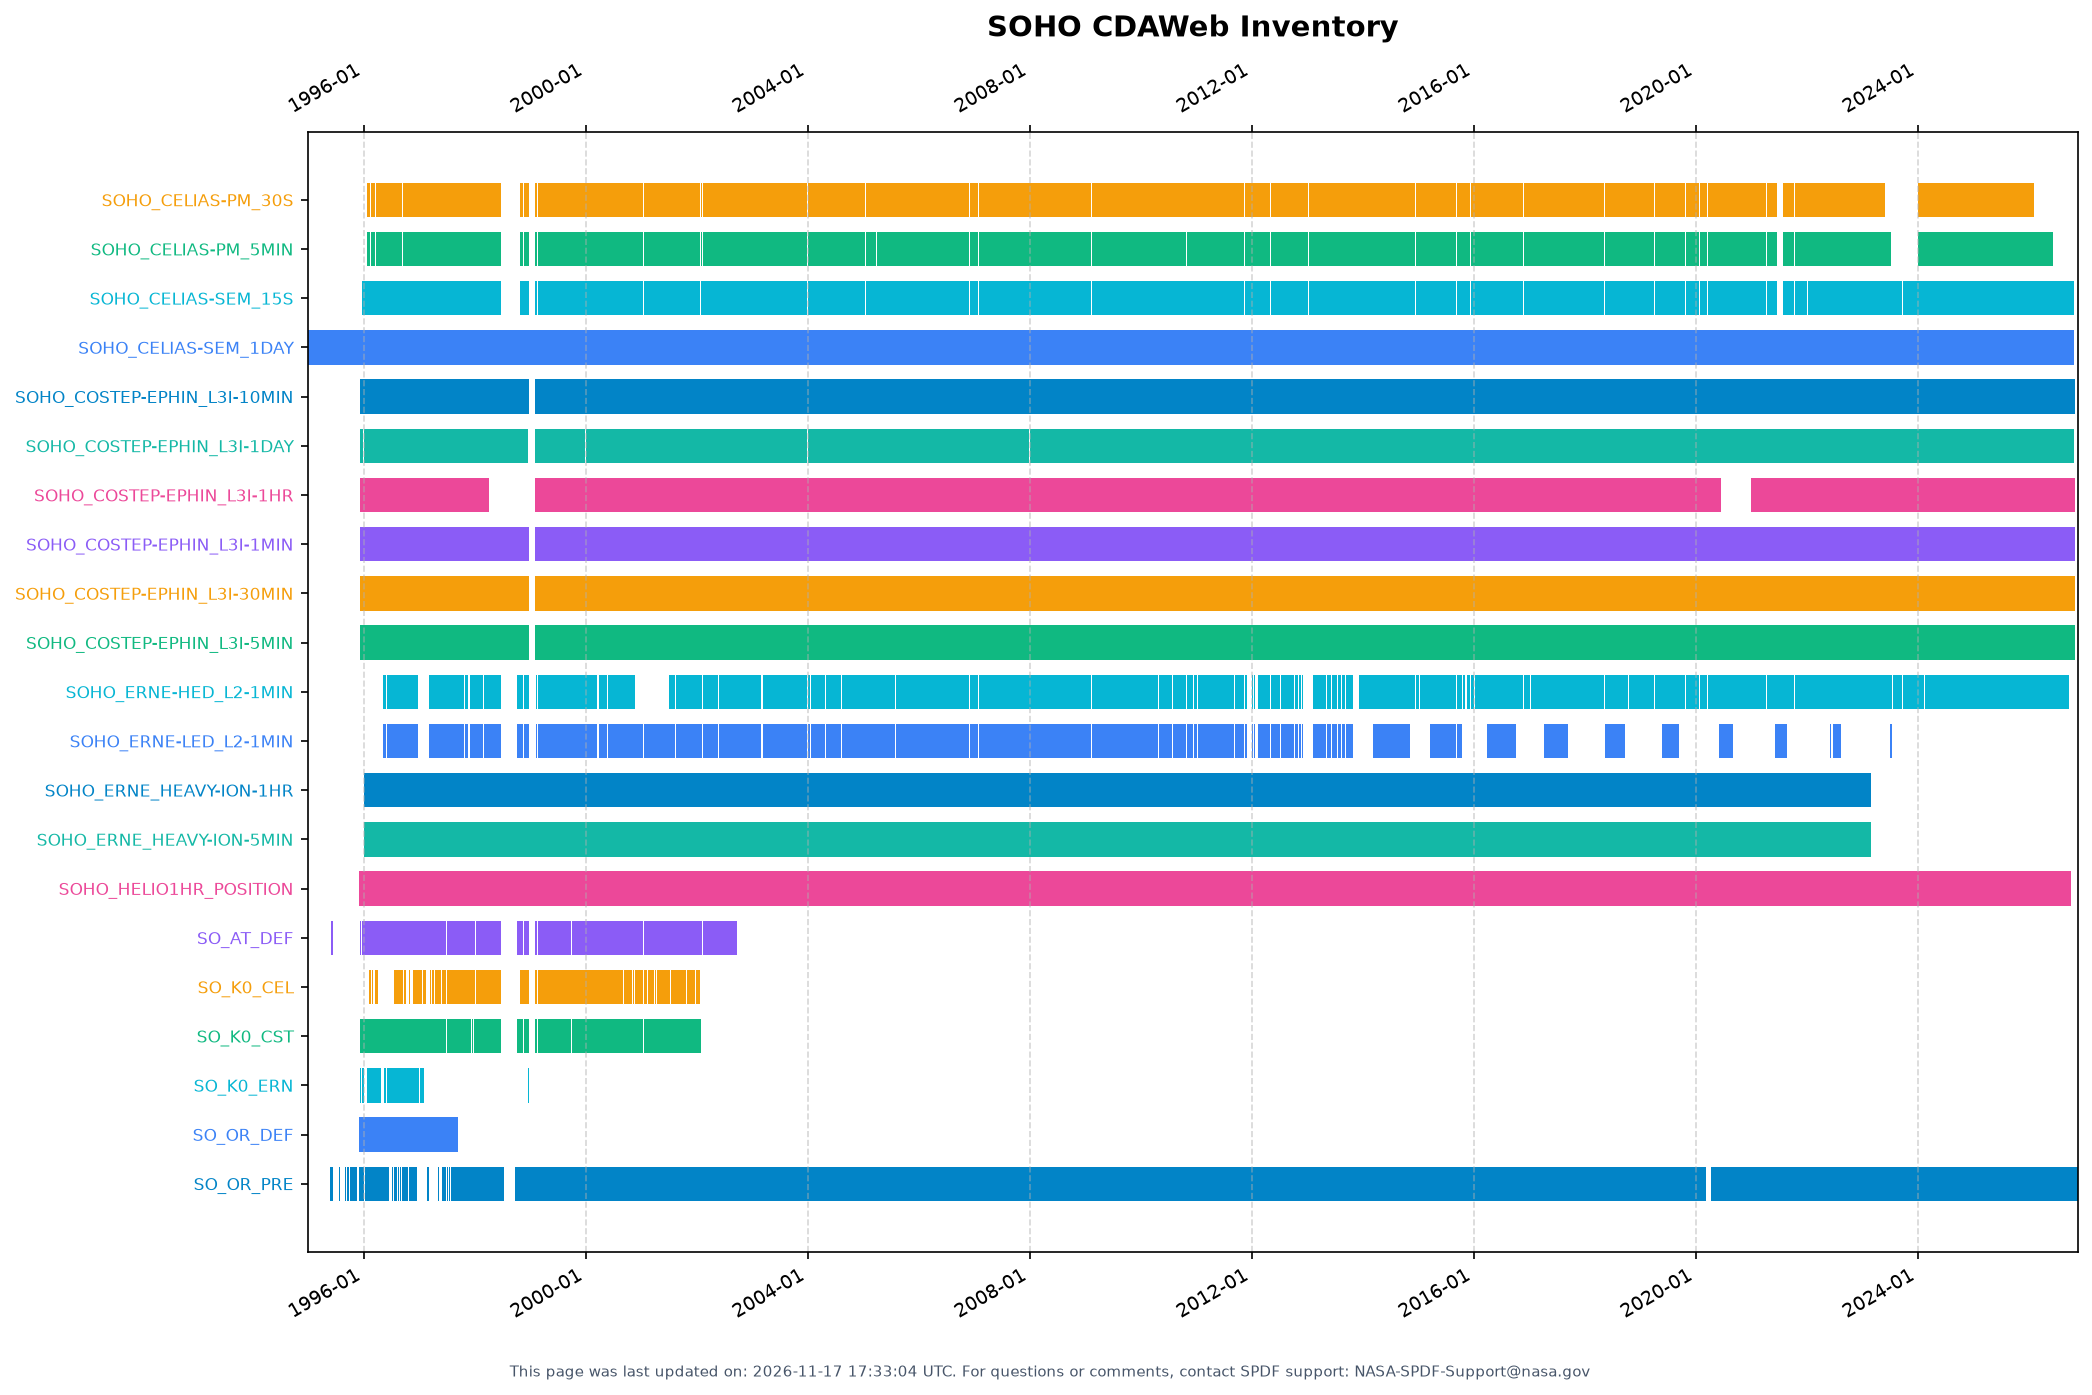 SOHO CDAWeb Inventory
1996-01 2000-01 2004-01 2008-01 2012-01 2016-01 2020-01 2024-01
SOHO_CELIAS-PM_30S
SOHO_CELIAS-PM_5MIN
SOHO_CELIAS-SEM_15S
SOHO_CELIAS-SEM_1DAY
SOHO_COSTEP-EPHIN_L3I-10MIN
SOHO_COSTEP-EPHIN_L3I-1DAY
SOHO_COSTEP-EPHIN_L3I-1HR
SOHO_COSTEP-EPHIN_L3I-1MIN
SOHO_COSTEP-EPHIN_L3I-30MIN
SOHO_COSTEP-EPHIN_L3I-5MIN
SOHO_ERNE-HED_L2-1MIN
SOHO_ERNE-LED_L2-1MIN
SOHO_ERNE_HEAVY-ION-1HR
SOHO_ERNE_HEAVY-ION-5MIN
SOHO_HELIO1HR_POSITION
SO_AT_DEF
SO_K0_CEL
SO_K0_CST
SO_K0_ERN
SO_OR_DEF
SO_OR_PRE
1996-01 2000-01 2004-01 2008-01 2012-01 2016-01 2020-01 2024-01
This page was last updated on: 2026-11-17 17:33:04 UTC. For questions or comments, contact SPDF support: NASA-SPDF-Support@nasa.gov